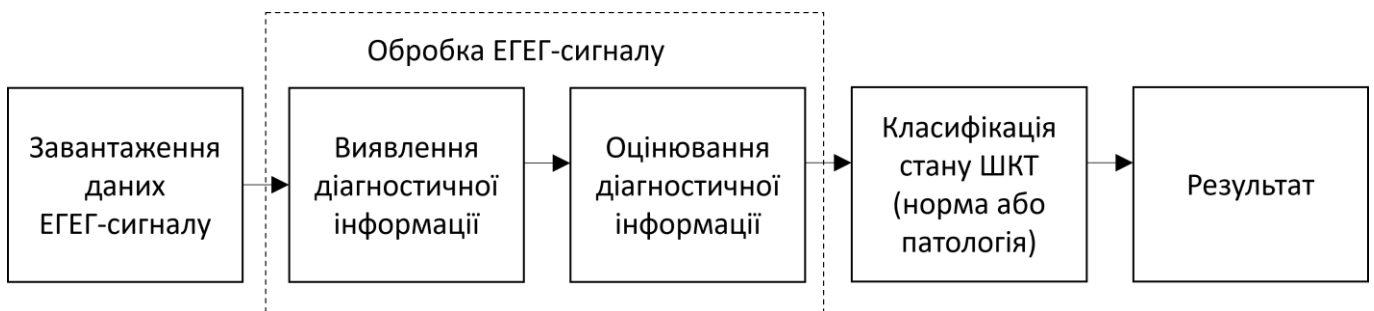 Обробка ЕГЕГ-сигналу
Завантаження
даних
ЕГЕГ-сигналу
Виявлення
діагностичної
інформації
Оцінювання
діагностичної
інформації
Класифікація
стану ШКТ
(норма або
патологія)
Результат